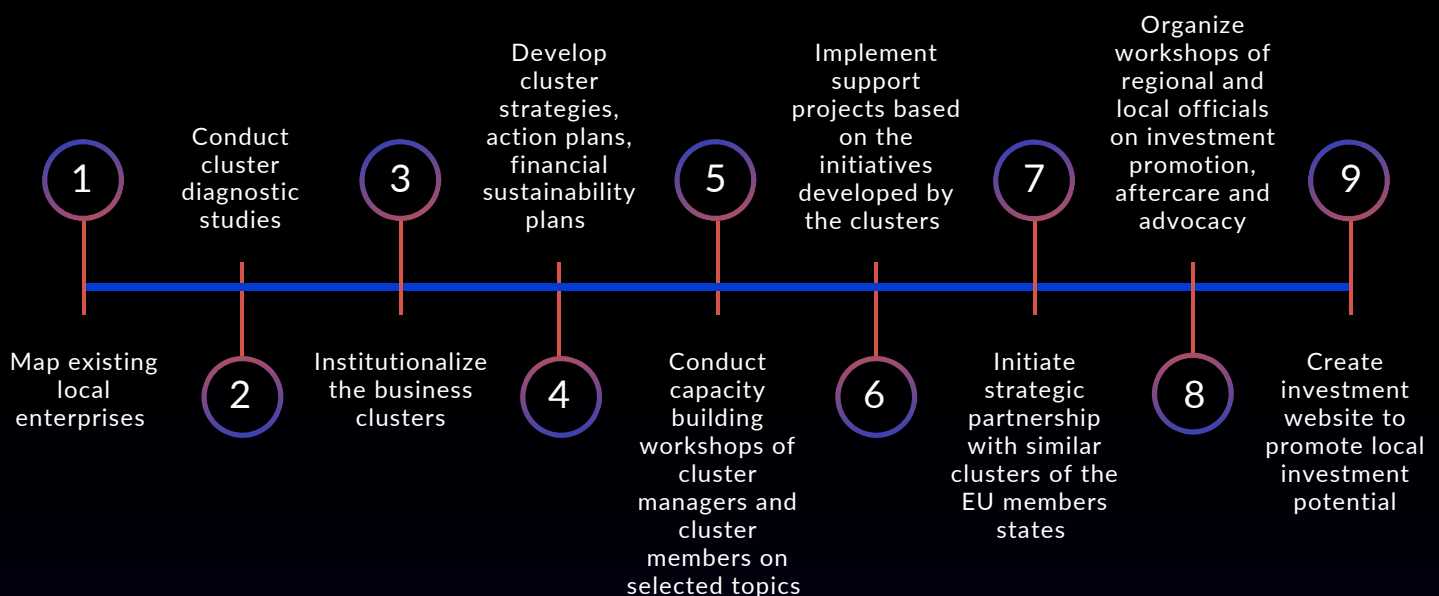 1
Map existing
local
enterprises
Conduct
cluster
diagnostic
studies
2
3
Institutionalize
the business
clusters
Develop
cluster
strategies,
action plans,
financial
sustainability
plans
4
5
Conduct
capacity
building
workshops of
cluster
managers and
cluster
members on
selected topics
Implement
support
projects based
on the
initiatives
developed by
the clusters
6
7
Initiate
strategic
partnership
with similar
clusters of the
EU members
states
Organize
workshops of
regional and
local officials
on investment
promotion,
aftercare and
advocacy
8
9
Create
investment
website to
promote local
investment
potential